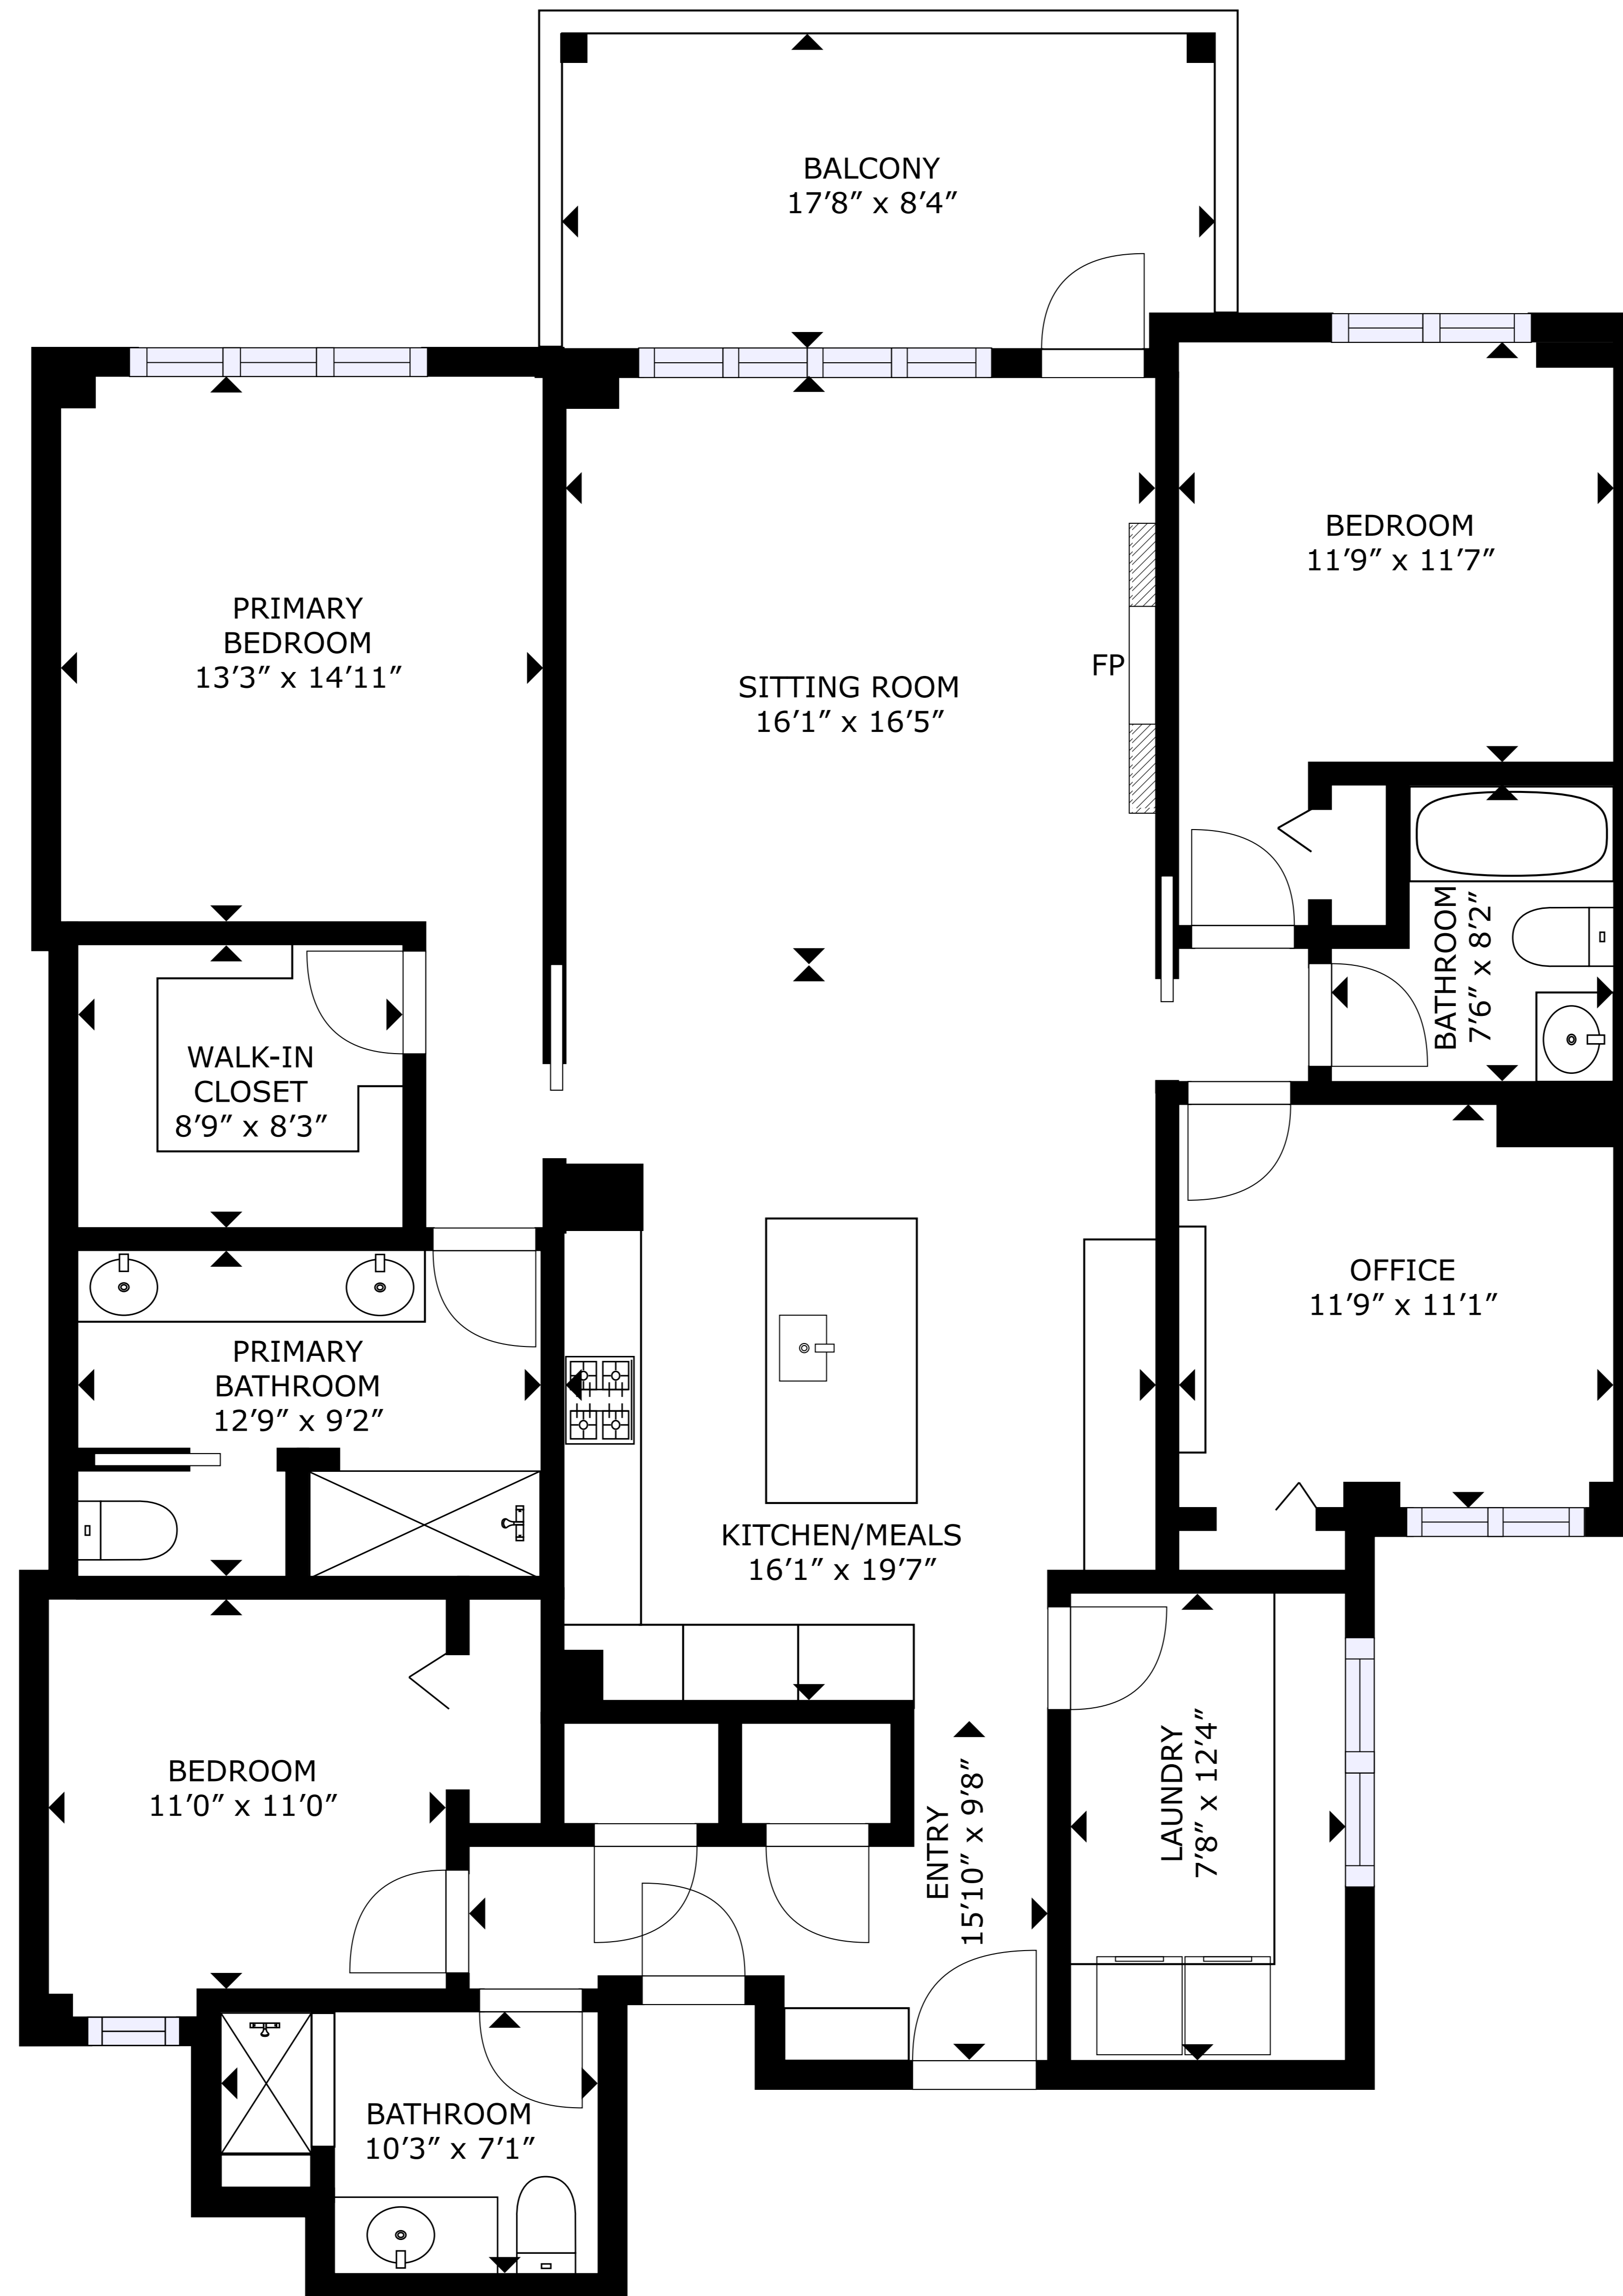 BALCONY
17′8″ x 8′4″
BEDROOM
11′9″ x 11′7″
PRIMARY
BEDROOM
13′3″ x 14′11″
SITTING ROOM
16′1″ x 16′5″
FP
BATHROOM
7′6″ x 8′2″
WALK-IN
CLOSET
8′9″ x 8′3″
OFFICE
11′9″ x 11′1″
PRIMARY
BATHROOM
12′9″ x 9′2″
KITCHEN/MEALS
16′1″ x 19′7″
BEDROOM
11′0″ x 11′0″
ENTRY
15′10″ x 9′8″
LAUNDRY
7′8″ x 12′4″
BATHROOM
10′3″ x 7′1″